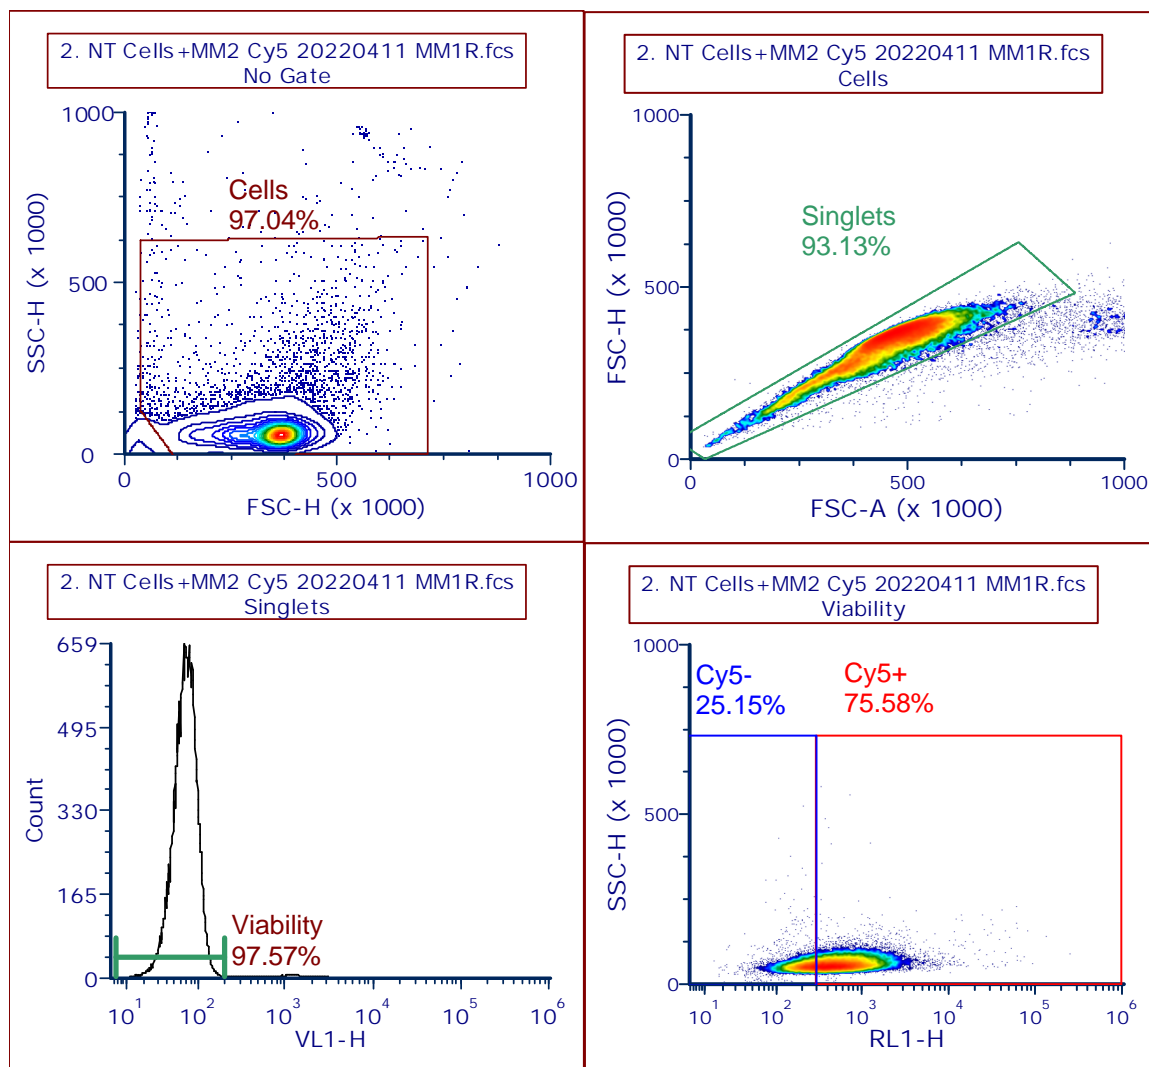 2. NT Cells+MM2 Cy5 20220411 MM1R.fcs
No Gate
1000
500
0
SSC-H (x 1000)
Cells
97.04%
0
500
1000
FSC-H (x 1000)
2. NT Cells+MM2 Cy5 20220411 MM1R.fcs
Cells
1000
500
0
FSC-H (x 1000)
Singlets
93.13%
0
500
1000
FSC-A (x 1000)
2. NT Cells+MM2 Cy5 20220411 MM1R.fcs
Singlets
659
495
330
165
0
Count
Viability
97.57%
10^1
10^2
10^3
10^4
10^5
10^6
VL1-H
2. NT Cells+MM2 Cy5 20220411 MM1R.fcs
Viability
1000
500
0
SSC-H (x 1000)
Cy5-
25.15%
Cy5+
75.58%
10^1
10^2
10^3
10^4
10^5
10^6
RL1-H